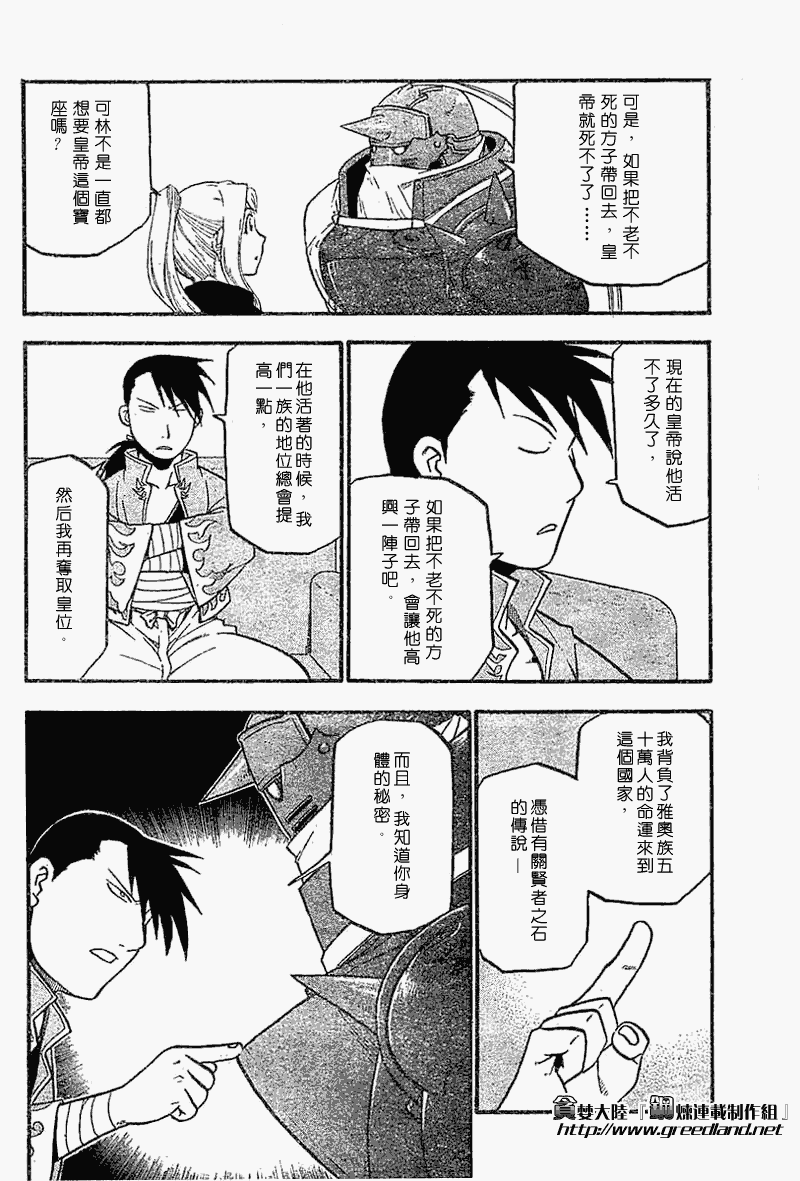 可是，如果把不老不
死的方子帶回去，皇
帝就死不了了……
可林不是一直都
想要皇帝這個寶
座嗎？
現在的皇帝說他活
不了多久了，
如果把不老不死的方
子帶回去，會讓他高
興一陣子吧。
在他活著的時候，我
們一族的地位總會提
高一點，
然后我再奪取皇位。
我背負了雅奧族五
十萬人的命運來到
這個國家，
憑借有關賢者之石
的傳說—
而且，我知道你身
體的秘密。
貪婪大陸-『鋼煉連載制作組』
http://www.greedland.net/